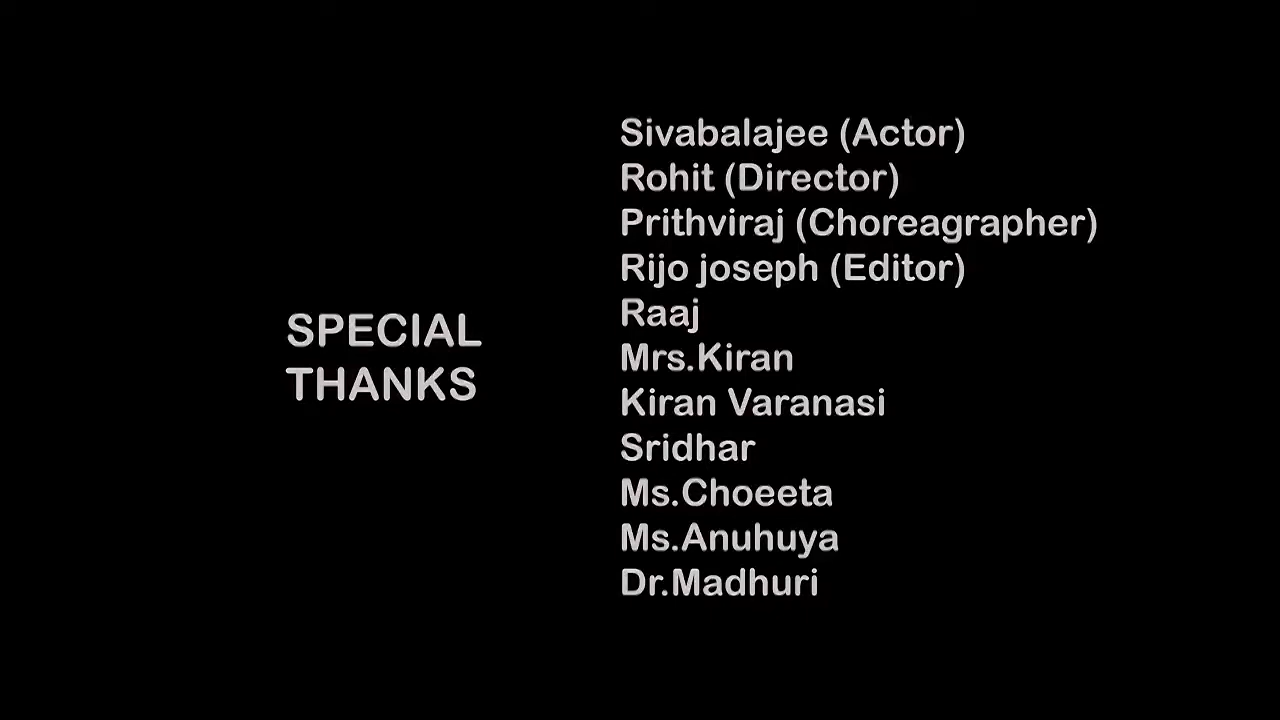 SPECIAL
THANKS
Sivabalajee (Actor)
Rohit (Director)
Prithviraj (Choreagrapher)
Rijo joseph (Editor)
Raaj
Mrs.Kiran
Kiran Varanasi
Sridhar
Ms.Choeeta
Ms.Anuhuya
Dr.Madhuri